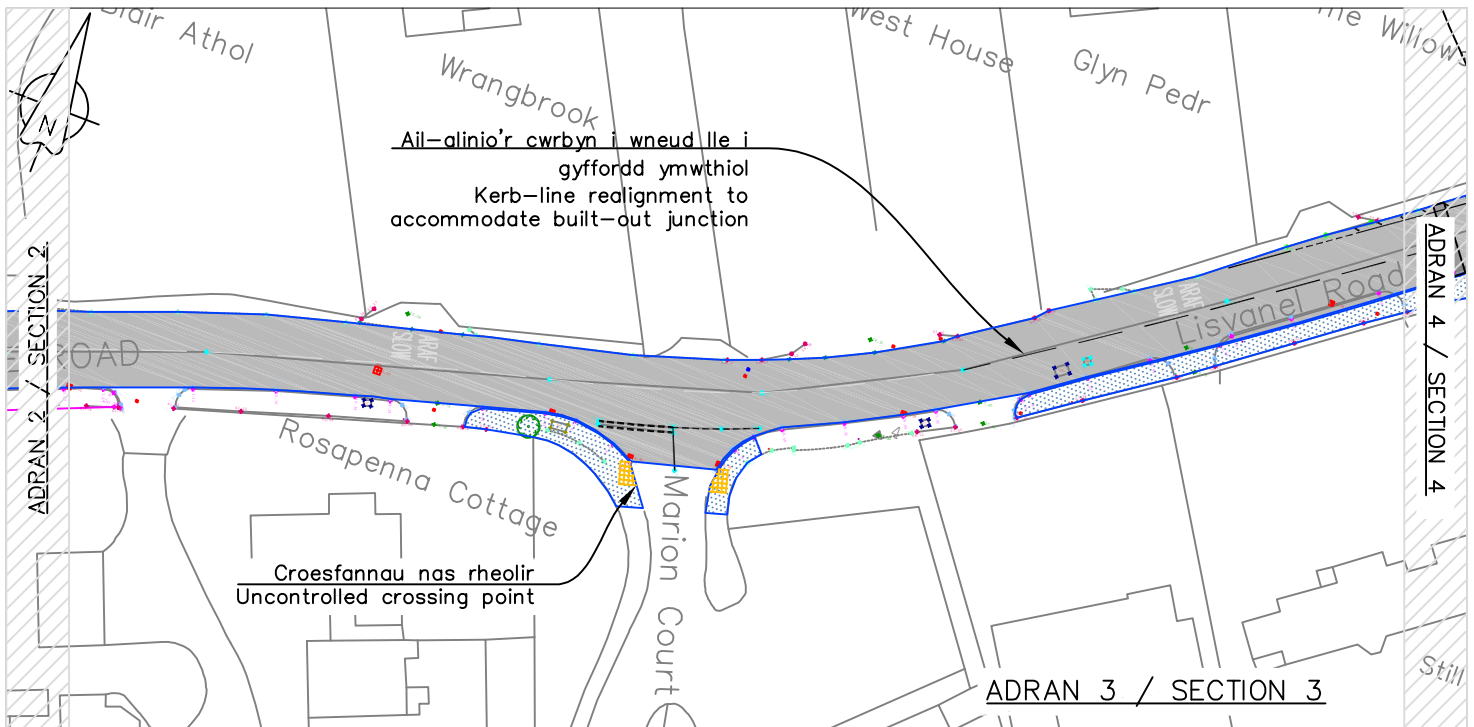 Blair Athol
Wrangbrook
West House
Glyn Pedr
The Willows
N
Ail-alinio'r cwrbyn i wneud lle i
gyffordd ymwthiol
Kerb-line realignment to
accommodate built-out junction
ADRAN 2 / SECTION 2
ROAD
ARAF
SLOW
ARAF
SLOW
Lisvanel Road
ADRAN 4 / SECTION 4
Rosapenna Cottage
Marion Court
Croesfannau nas rheolir
Uncontrolled crossing point
ADRAN 3 / SECTION 3
Still